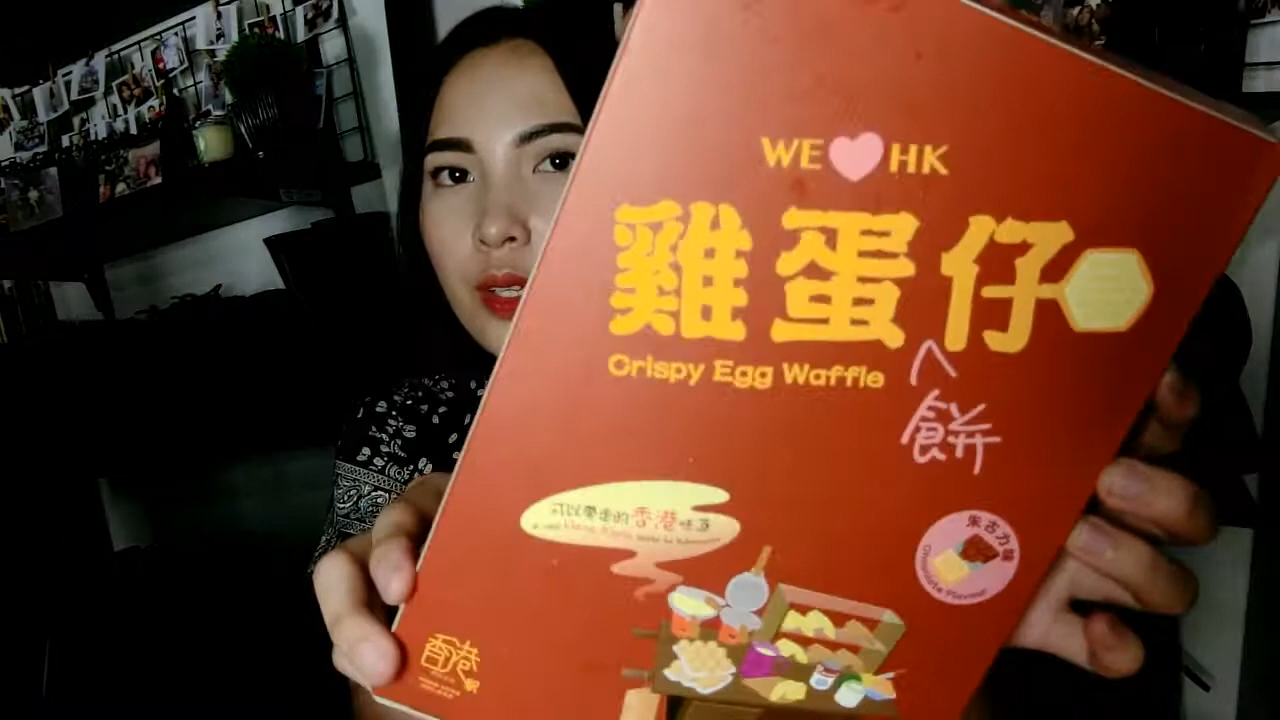 WE HK
雞蛋仔
Crispy Egg Waffle
餅
可以帶走的香港味道
朱古力味
Chocolate Flavour
香港